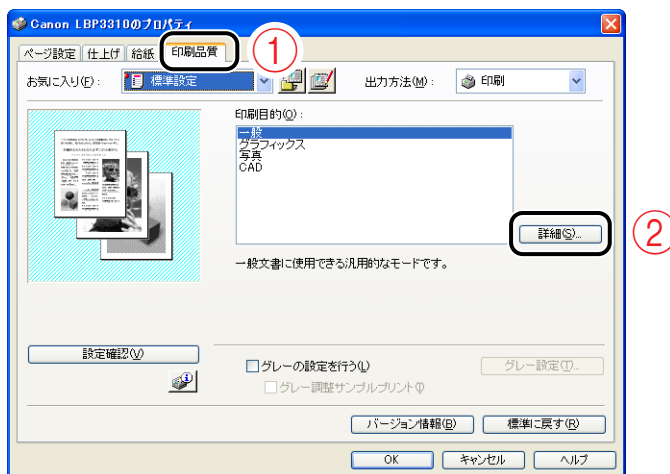 Canon LBP3310のプロパティ
ページ設定 仕上げ 給紙 印刷品質
①
お気に入り(F): 標準設定 出力方法(M): 印刷
印刷目的(O):
一般
グラフィックス
写真
CAD
詳細(S)...
②
一般文書に使用できる汎用的なモードです。
設定確認(V)
グレーの設定を行う(L) グレー設定(T)...
グレー調整サンプルプリント(I)
バージョン情報(B) 標準に戻す(R)
OK キャンセル ヘルプ